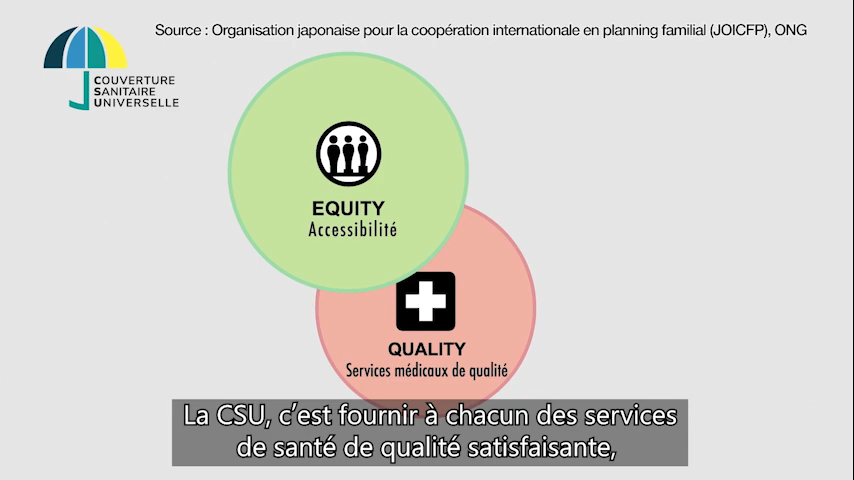 Source : Organisation japonaise pour la coopération internationale en planning familial (JOICFP), ONG
COUVERTURE
SANITAIRE
UNIVERSELLE
EQUITY
Accessibilité
QUALITY
Services médicaux de qualité
La CSU, c’est fournir à chacun des services
de santé de qualité satisfaisante,